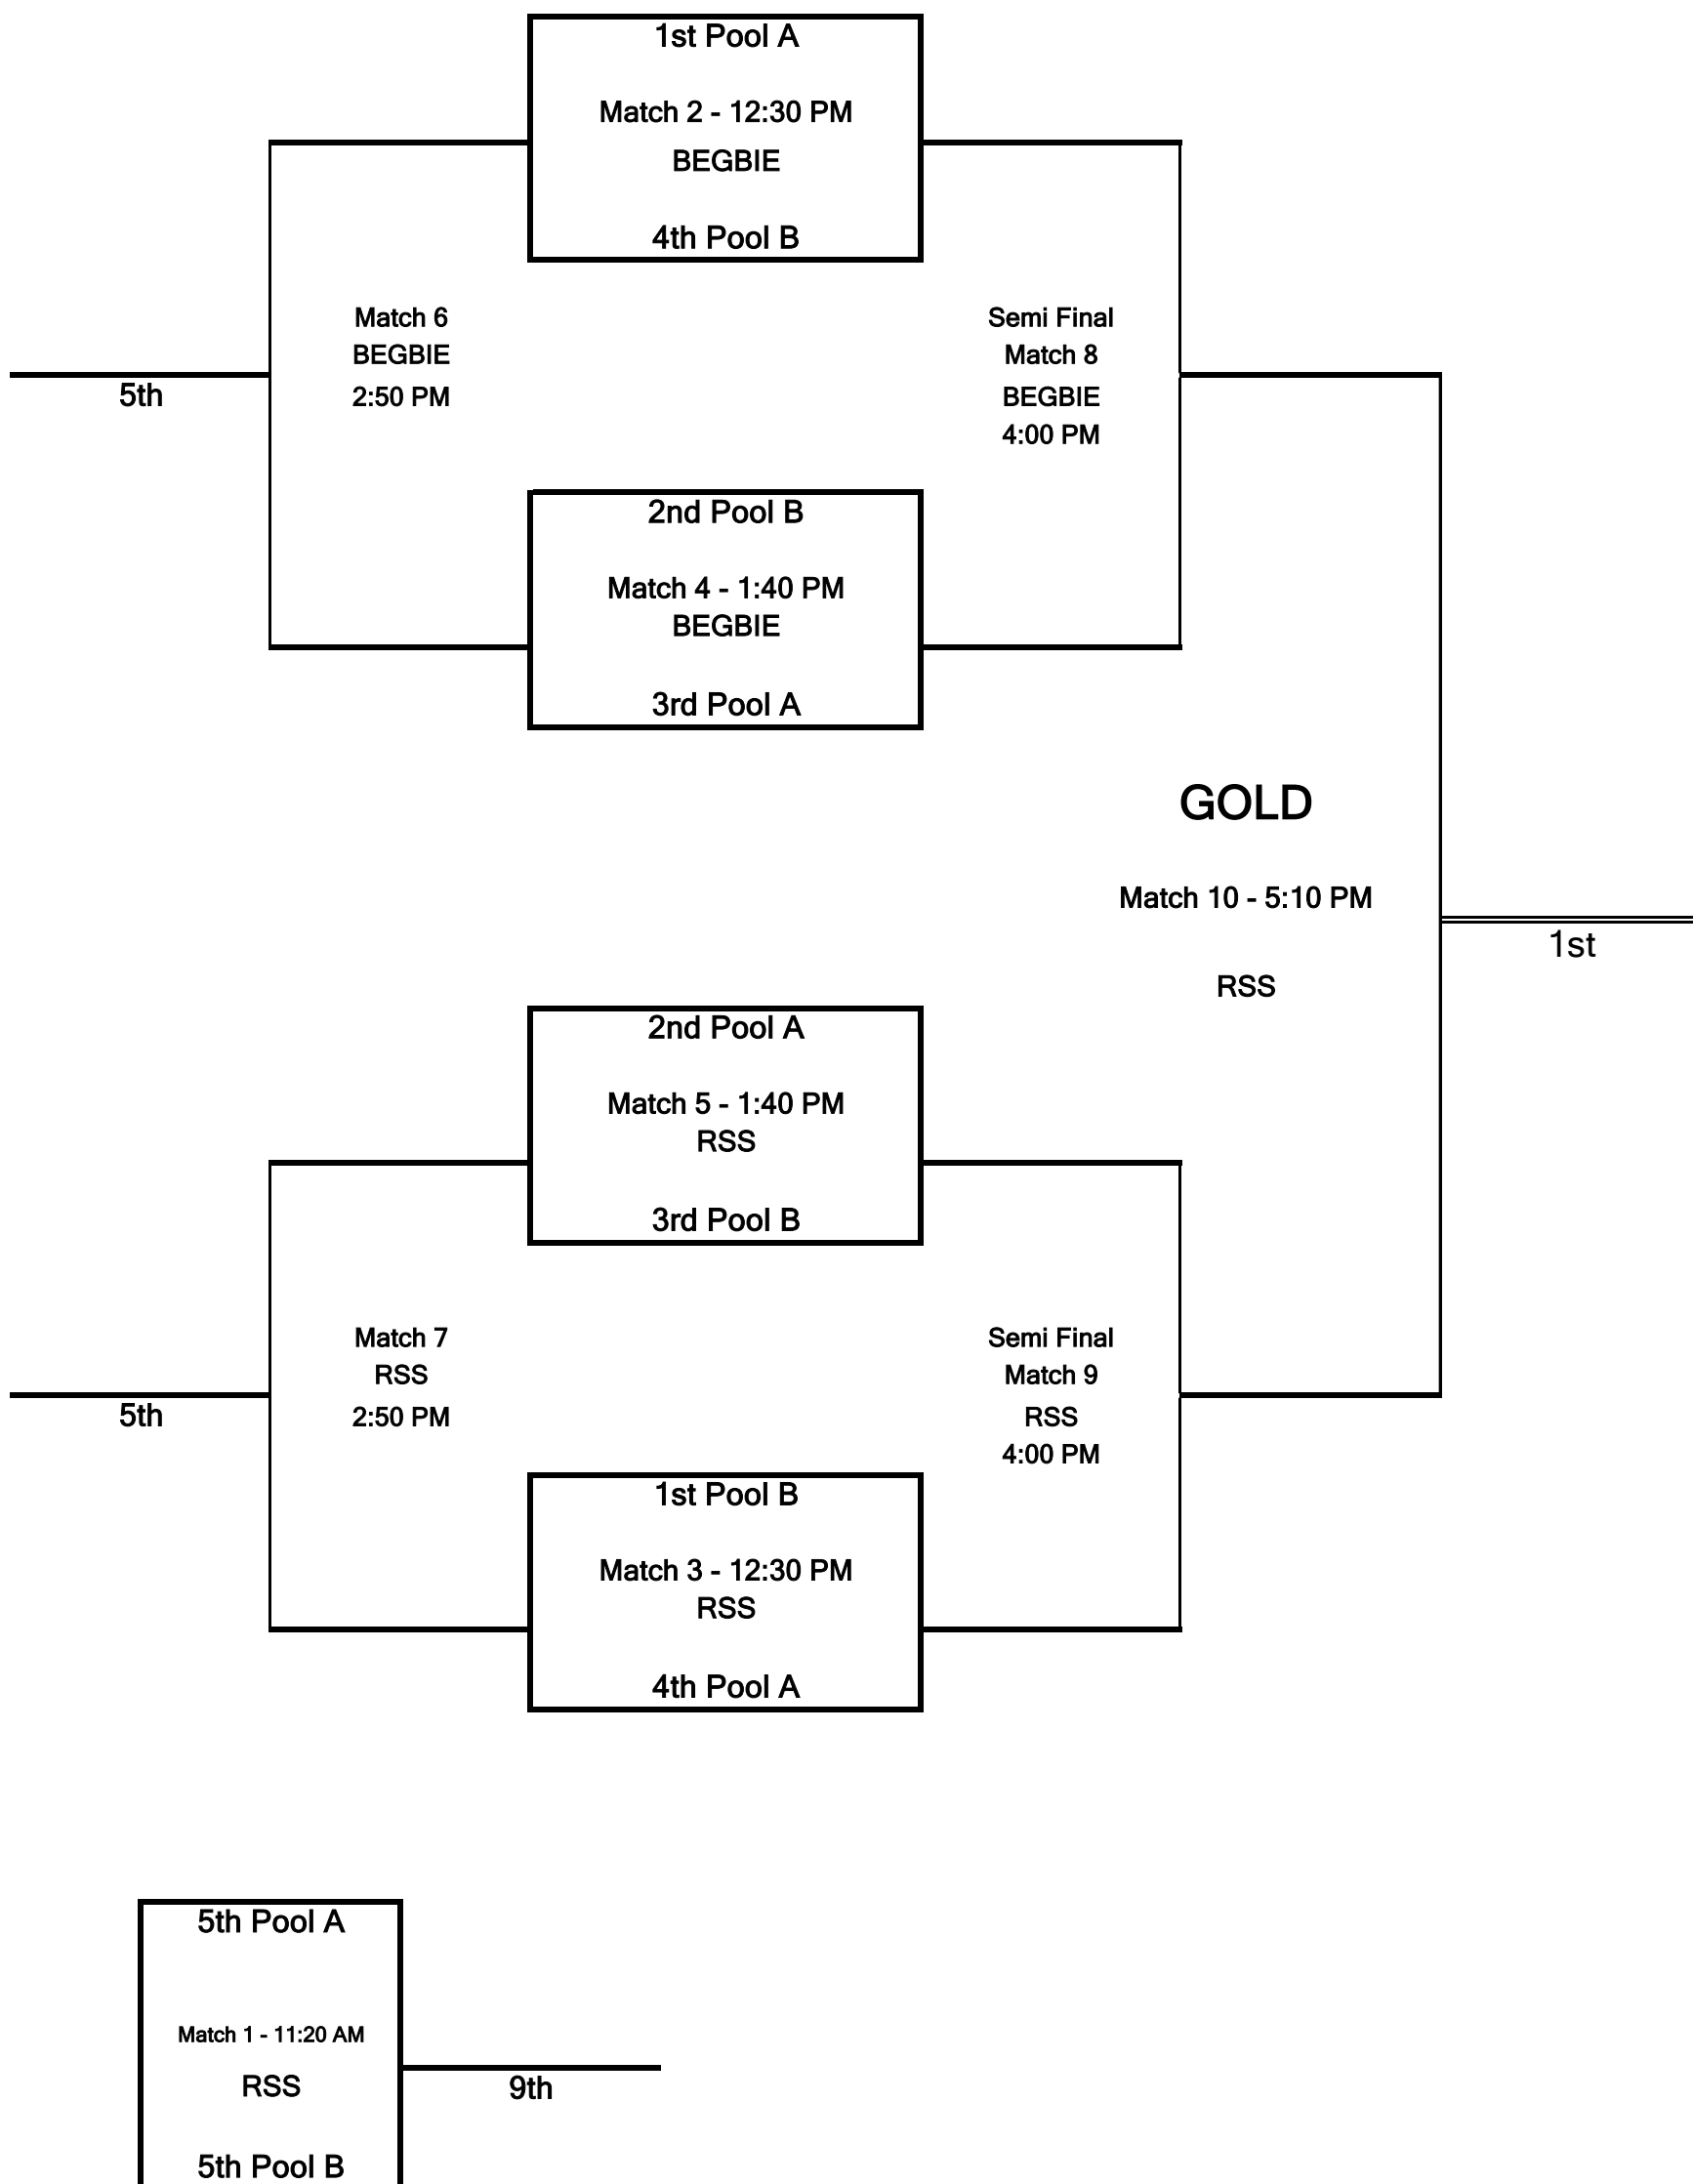 1st Pool A
Match 2 - 12:30 PM
BEGBIE
4th Pool B
Match 6
BEGBIE
2:50 PM
Semi Final
Match 8
BEGBIE
4:00 PM
5th
2nd Pool B
Match 4 - 1:40 PM
BEGBIE
3rd Pool A
GOLD
Match 10 - 5:10 PM
1st
RSS
2nd Pool A
Match 5 - 1:40 PM
RSS
3rd Pool B
Match 7
RSS
2:50 PM
Semi Final
Match 9
RSS
4:00 PM
5th
1st Pool B
Match 3 - 12:30 PM
RSS
4th Pool A
5th Pool A
Match 1 - 11:20 AM
RSS
9th
5th Pool B